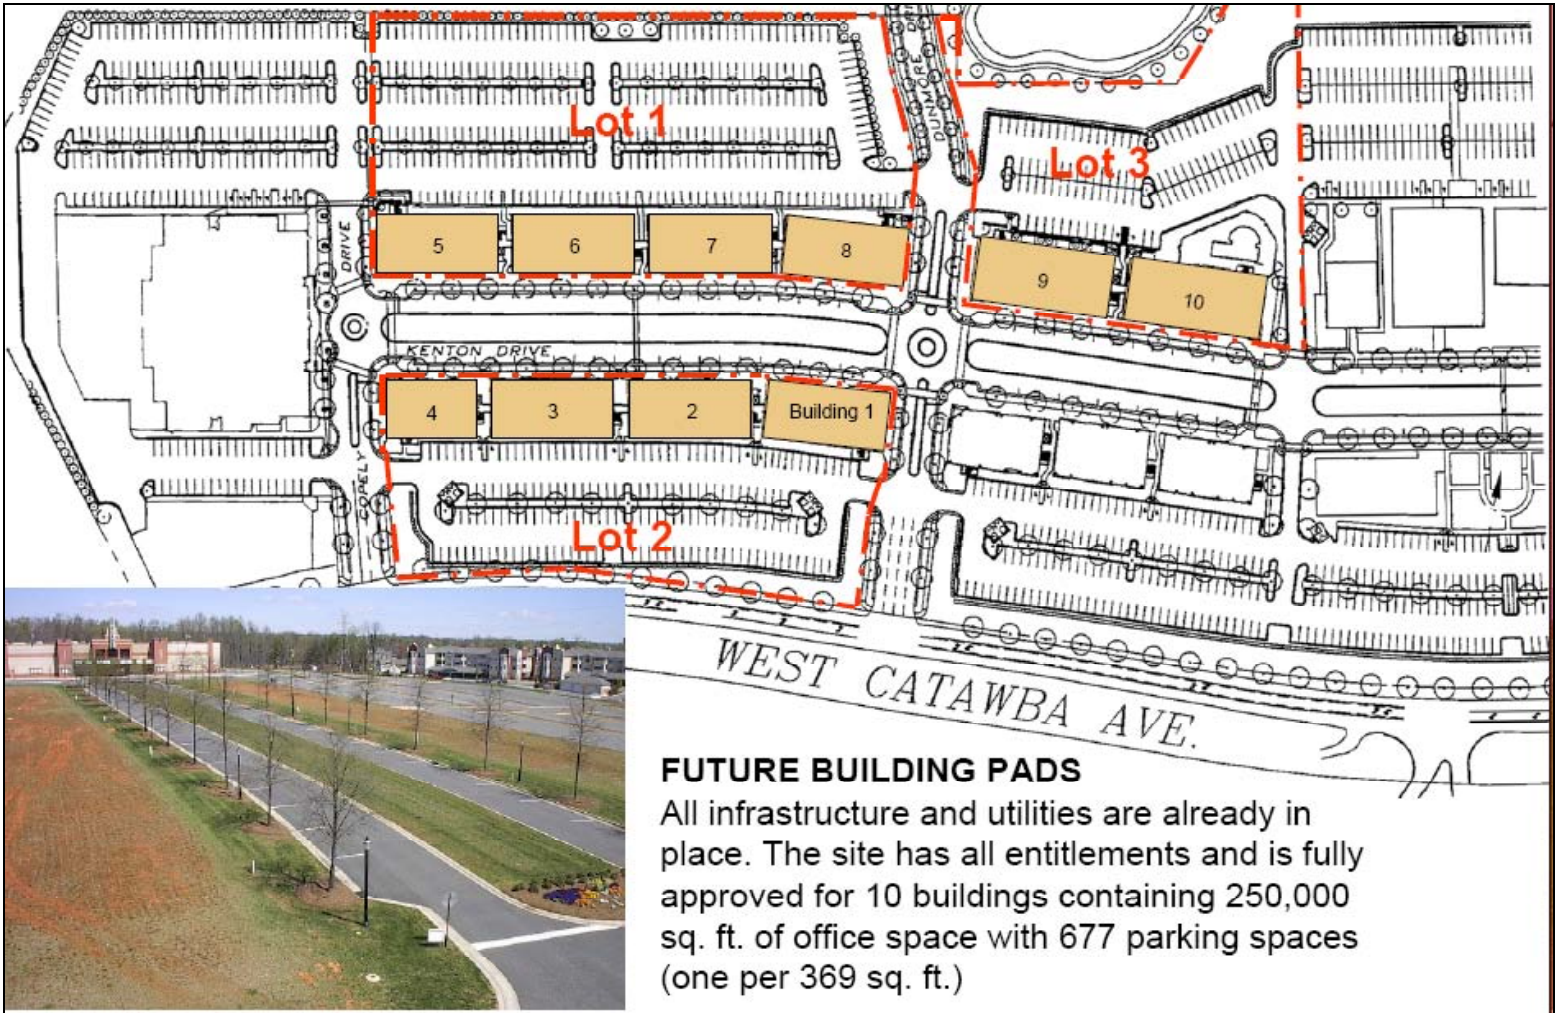 DUNMORE DRIVE
Lot 1
Lot 3
DRIVE
5
6
7
8
9
10
KENTON DRIVE
4
3
2
Building 1
COPELY
Lot 2
WEST CATAWBA AVE.
FUTURE BUILDING PADS
All infrastructure and utilities are already in
place. The site has all entitlements and is fully
approved for 10 buildings containing 250,000
sq. ft. of office space with 677 parking spaces
(one per 369 sq. ft.)